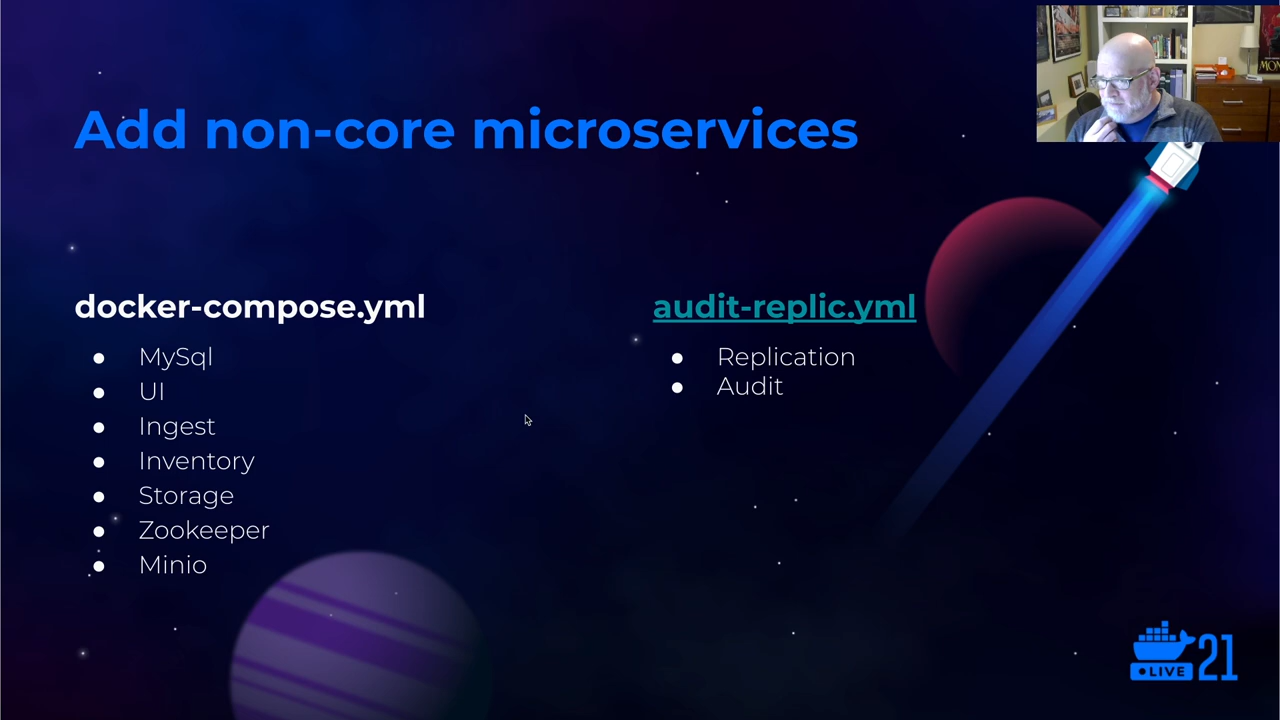 Add non-core microservices
docker-compose.yml
● MySql
● UI
● Ingest
● Inventory
● Storage
● Zookeeper
● Minio
audit-replic.yml
● Replication
● Audit
LIVE 21